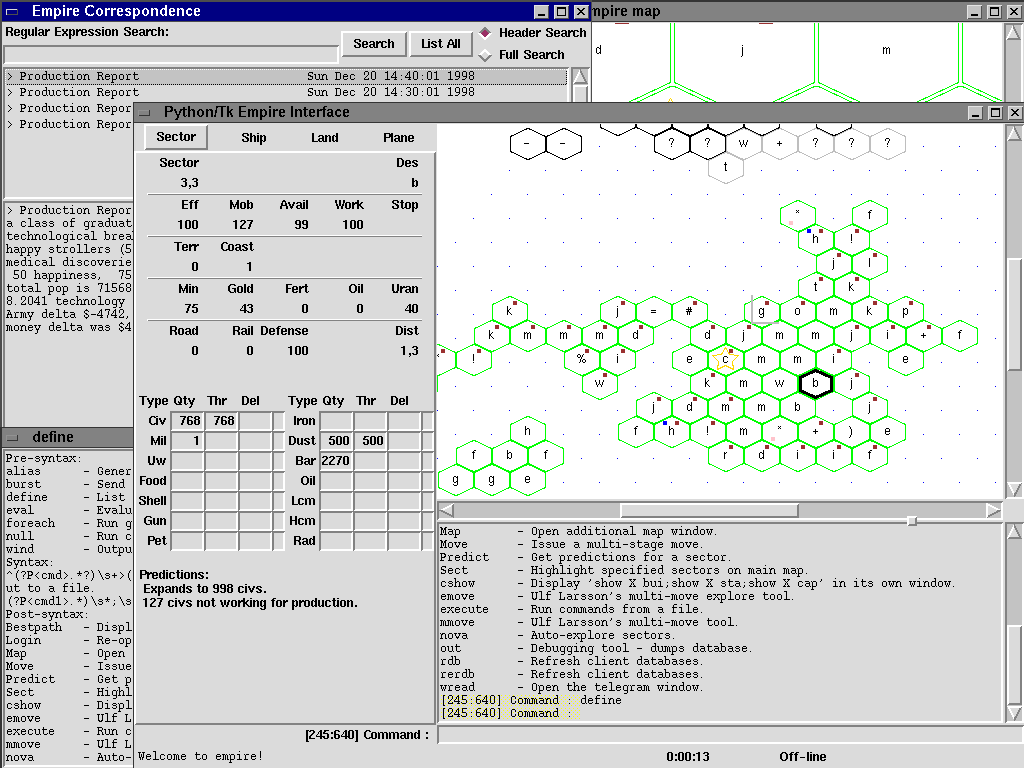 Empire Correspondence
Regular Expression Search:
Search
List All
Header Search
Full Search
> Production Report Sun Dec 20 14:40:01 1998
> Production Report Sun Dec 20 14:30:01 1998
> Production Repor
> Production Repor
> Production Repor
a class of graduat
technological brea
happy strollers (5
medical discoverie
50 happiness, 75
total pop is 71568
8.2041 technology
Army delta $-4742,
money delta was $4
define
Pre-syntax:
alias - Gener
burst - Send
define - List
eval - Evalu
foreach - Run g
null - Run c
wind - Outpu
Syntax:
^(?P<cmd>.*?)\s+>(
ut to a file.
(?P<cmd1>.*)\s*;\s
Post-syntax:
Bestpath - Displ
Login - Re-op
Map - Open
Move - Issue
Predict - Get p
Sect - Highl
cshow - Displ
emove - Ulf L
execute - Run c
mmove - Ulf L
nova - Auto-
mpire map
d j m
Python/Tk Empire Interface
Sector Ship Land Plane
Sector Des
3,3 b
Eff Mob Avail Work Stop
100 127 99 100
Terr Coast
0 1
Min Gold Fert Oil Uran
75 43 0 0 40
Road Rail Defense Dist
0 0 100 1,3
Type Qty Thr Del Type Qty Thr Del
Civ 768 768 Iron
Mil 1 Dust 500 500
Uw Bar 2270
Food Oil
Shell Lcm
Gun Hcm
Pet Rad
Predictions:
Expands to 998 civs.
127 civs not working for production.
- - ? ? w + ? ? ?
t
* f
h !
j l
t k
k j = # g o m k p
k m m d d j m m j i + f
! % i e c m m i e
w k m w b j
j d m m b j
h f h ! m * + ) e
f b f r d i i f
g g e
Map - Open additional map window.
Move - Issue a multi-stage move.
Predict - Get predictions for a sector.
Sect - Highlight specified sectors on main map.
cshow - Display 'show X bui;show X sta;show X cap' in its own window.
emove - Ulf Larsson's multi-move explore tool.
execute - Run commands from a file.
mmove - Ulf Larsson's multi-move tool.
nova - Auto-explore sectors.
out - Debugging tool - dumps database.
rdb - Refresh client databases.
rerdb - Refresh client databases.
wread - Open the telegram window.
[245:640] Command : define
[245:640] Command :
[245:640] Command :
Welcome to empire!
0:00:13
Off-line